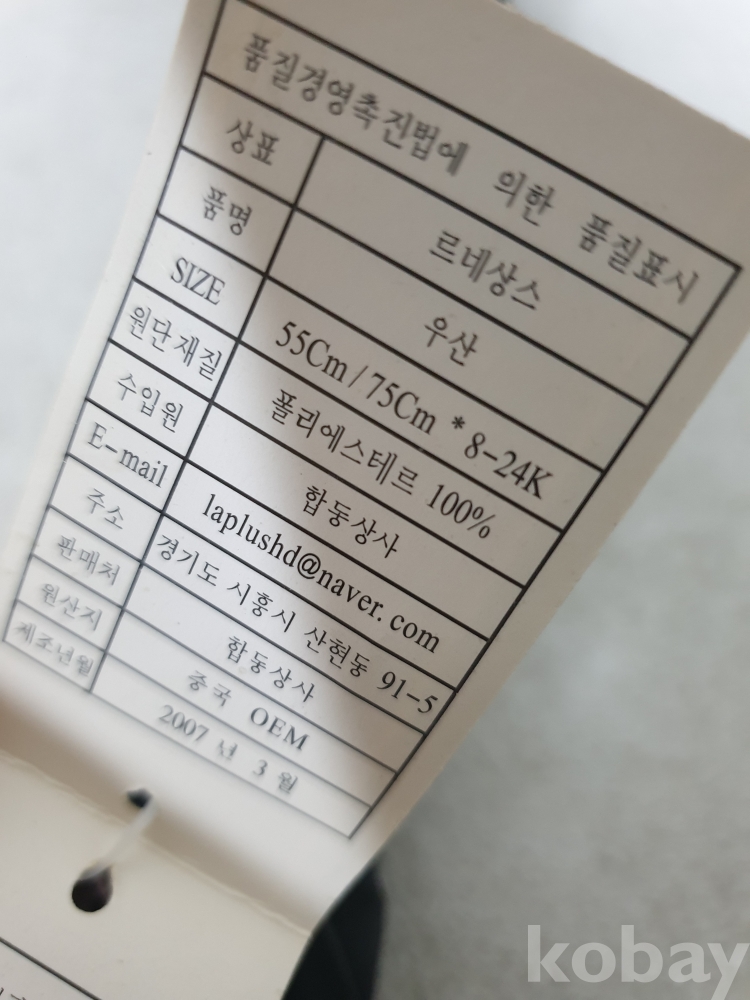 품질경영촉진법에 의한 품질표시
상표 르네상스
품명 우산
SIZE 55Cm / 75Cm * 8-24K
원단재질 폴리에스테르 100%
수입원 합동상사
E-mail laplushd@naver.com
주소 경기도 시흥시 산현동 91-5
판매처 합동상사
원산지 중국 OEM
제조년월 2007 년 3 월
kobay